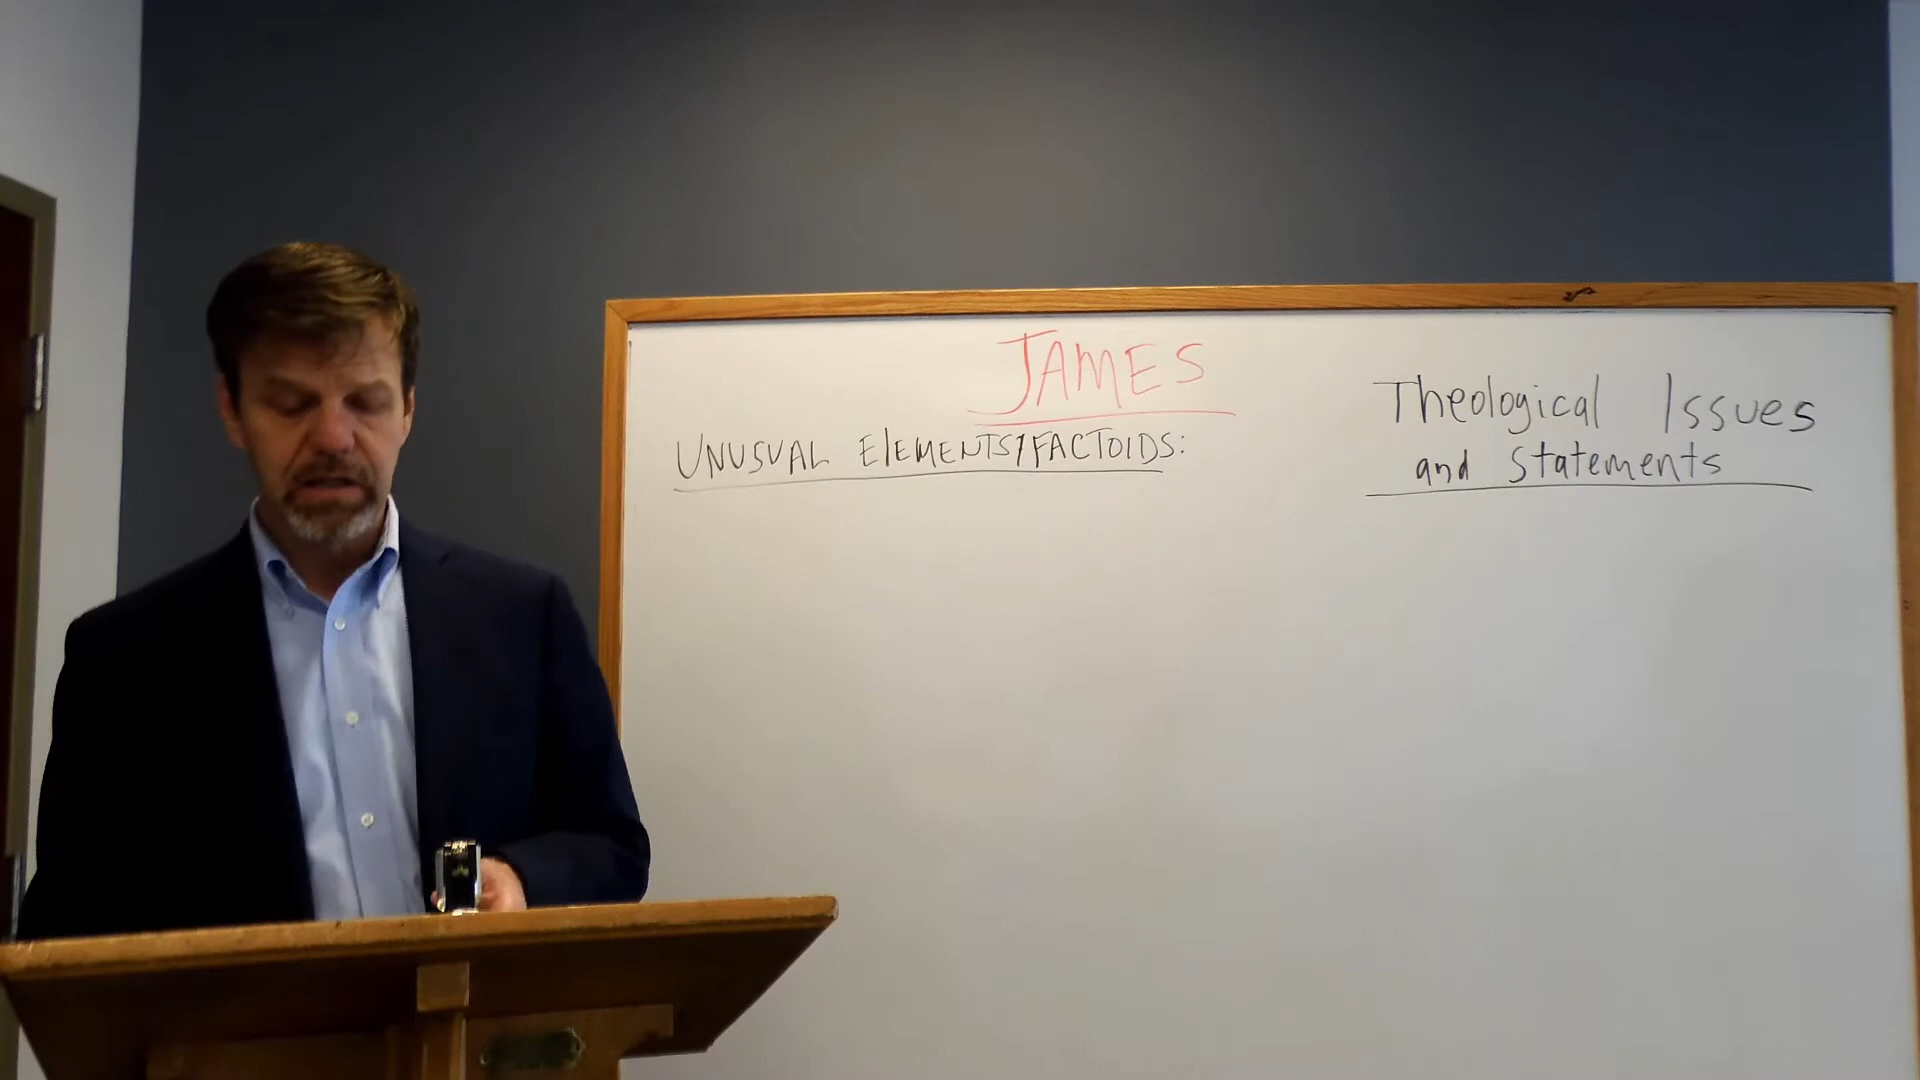 JAMES
UNUSUAL ElEMENTS/FACTOIDS:
Theological Issues
and Statements